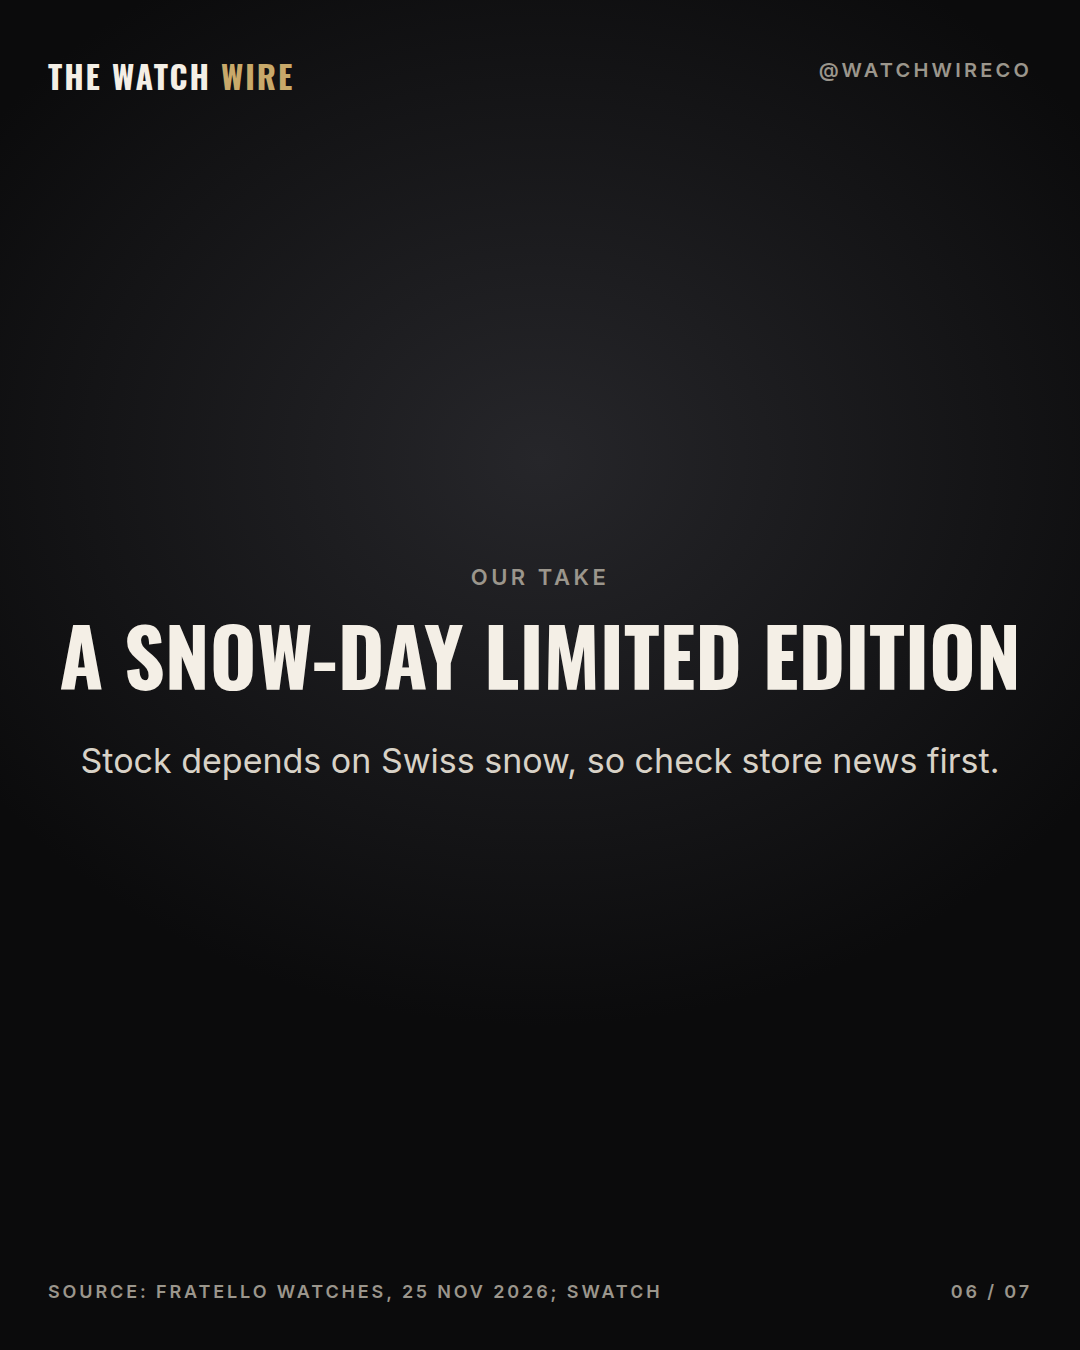 THE WATCH WIRE
@WATCHWIRECO
OUR TAKE
A SNOW-DAY LIMITED EDITION
Stock depends on Swiss snow, so check store news first.
SOURCE: FRATELLO WATCHES, 25 NOV 2026; SWATCH
06 / 07